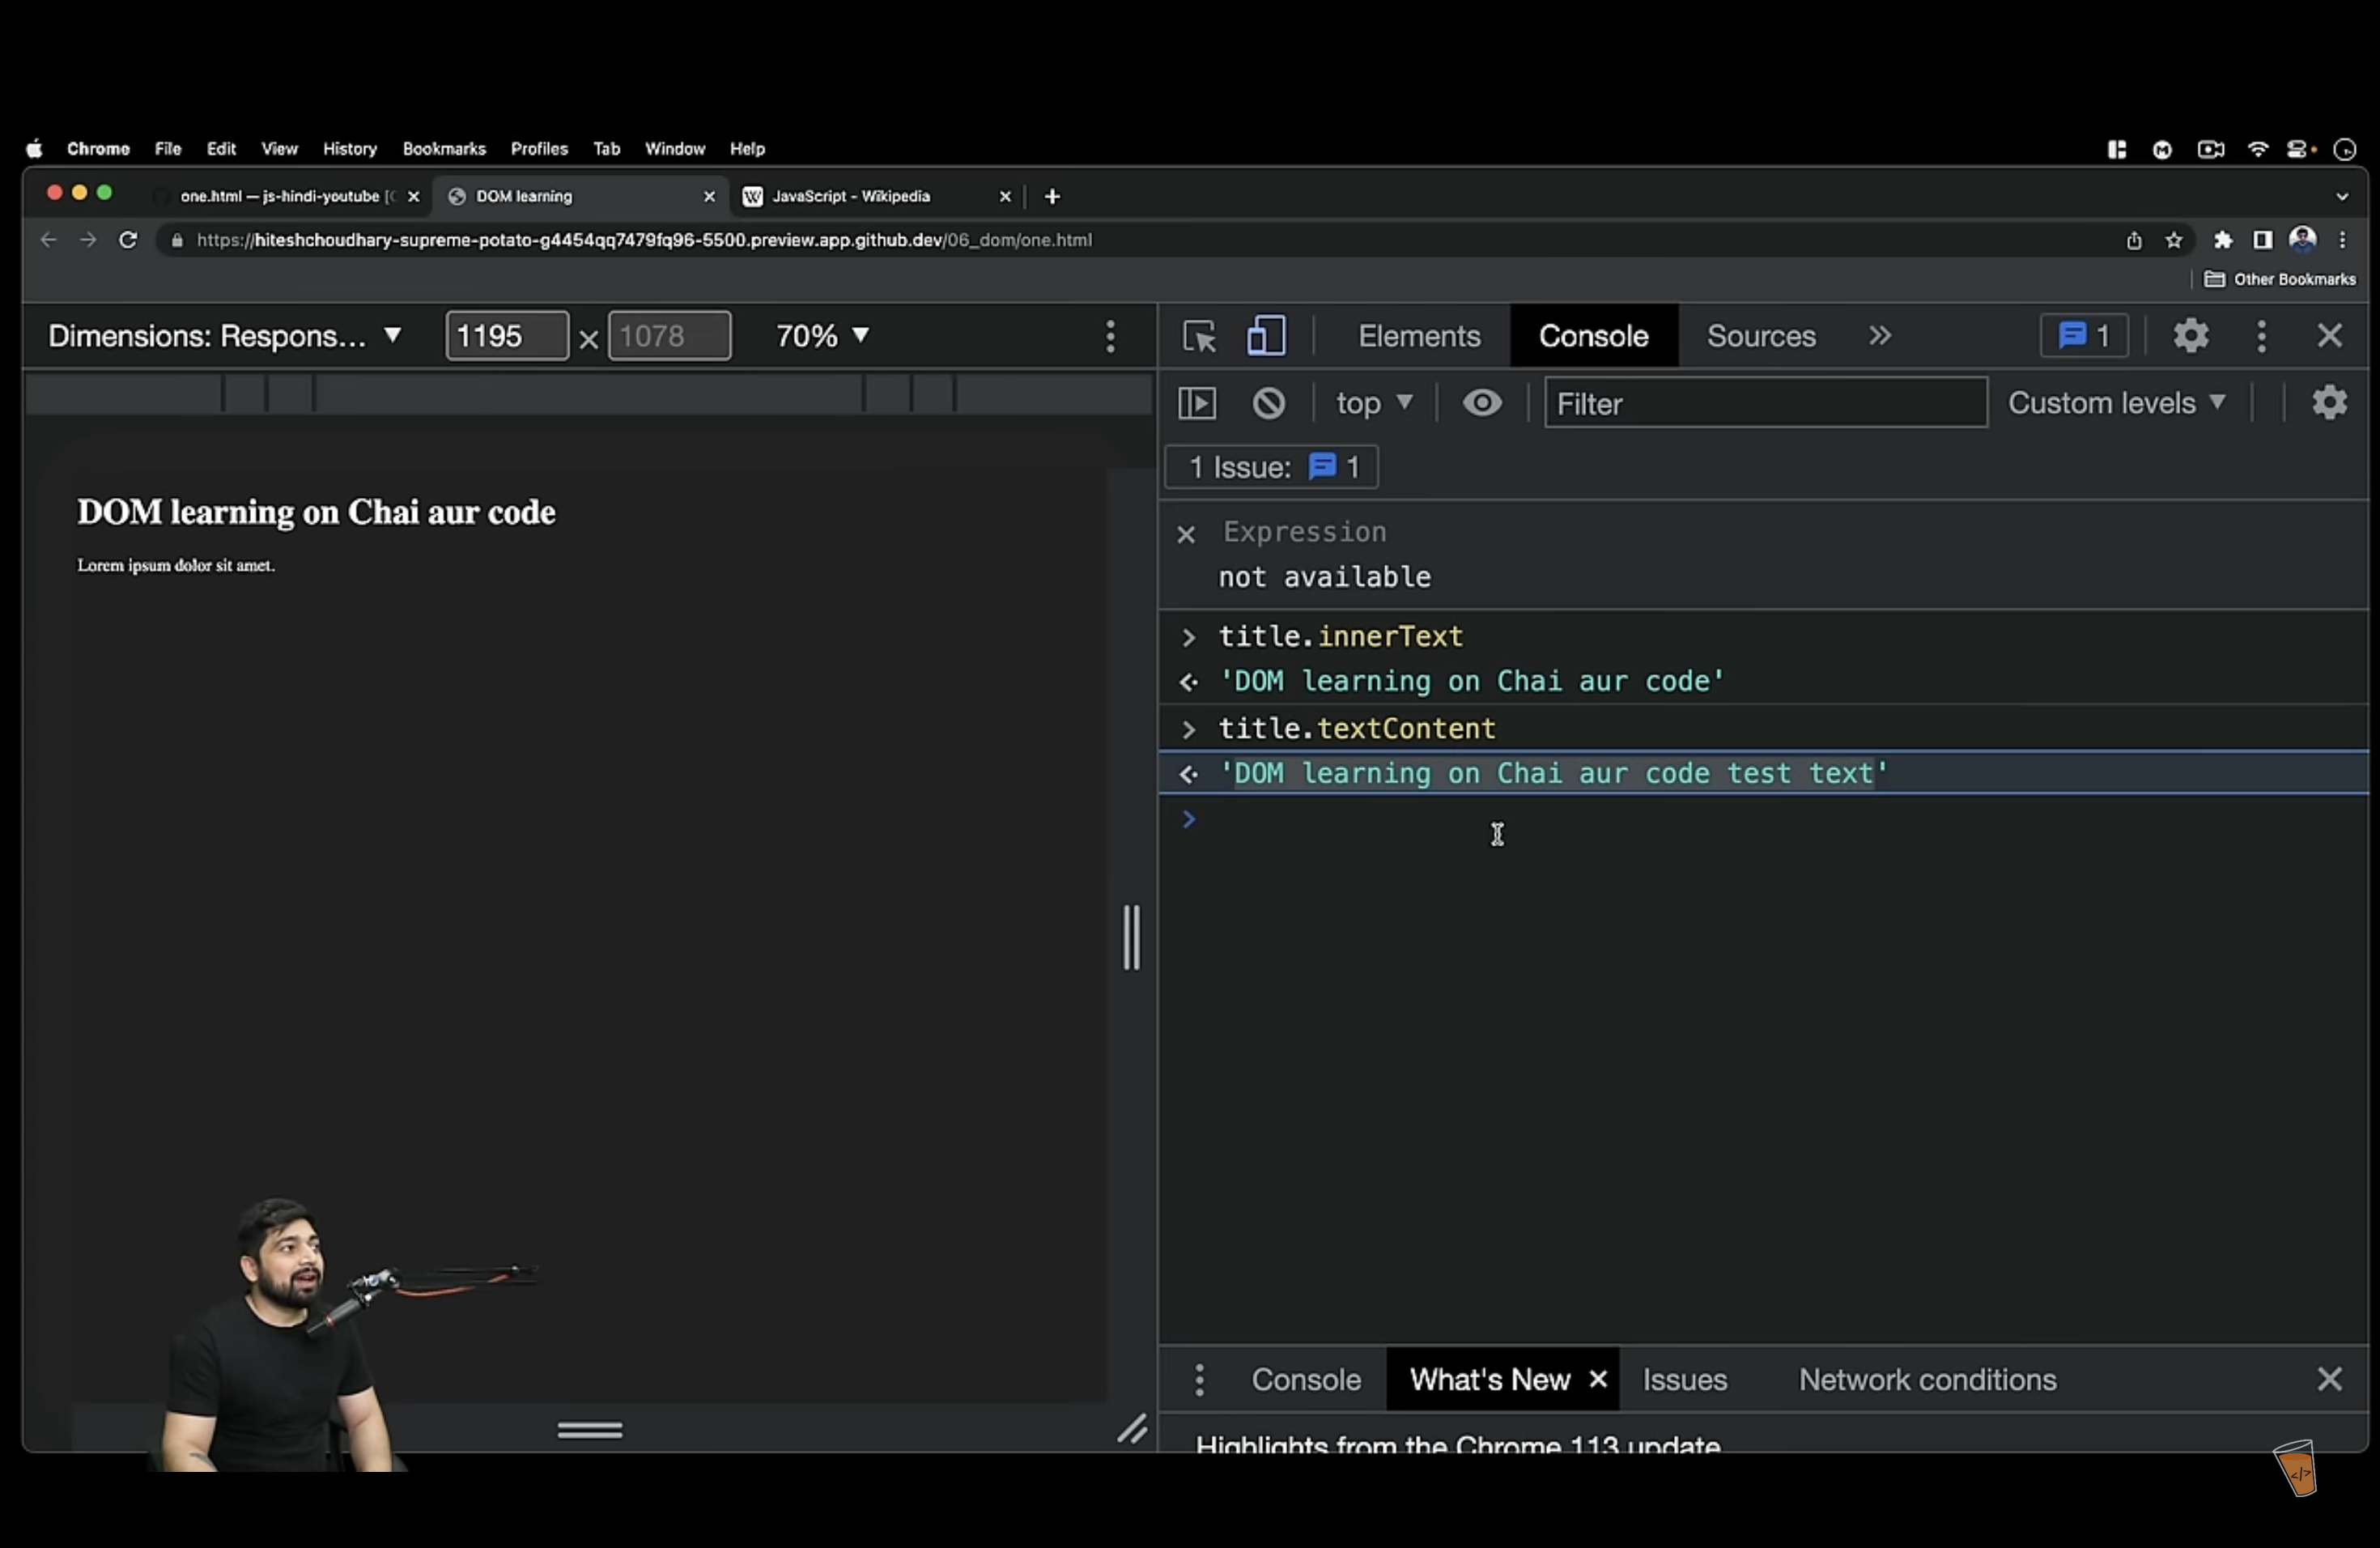 Chrome File Edit View History Bookmarks Profiles Tab Window Help
one.html — js-hindi-youtube [C DOM learning JavaScript - Wikipedia
https://hiteshchoudhary-supreme-potato-g4454qq7479fq96-5500.preview.app.github.dev/06_dom/one.html
Other Bookmarks
Dimensions: Respons... ▼ 1195 × 1078 70% ▼
Elements Console Sources » 1
top ▼ Filter Custom levels ▼
1 Issue: 1
DOM learning on Chai aur code
Lorem ipsum dolor sit amet.
Expression
not available
> title.innerText
'DOM learning on Chai aur code'
> title.textContent
'DOM learning on Chai aur code test text'
>
Console What's New × Issues Network conditions
Highlights from the Chrome 113 update
</>